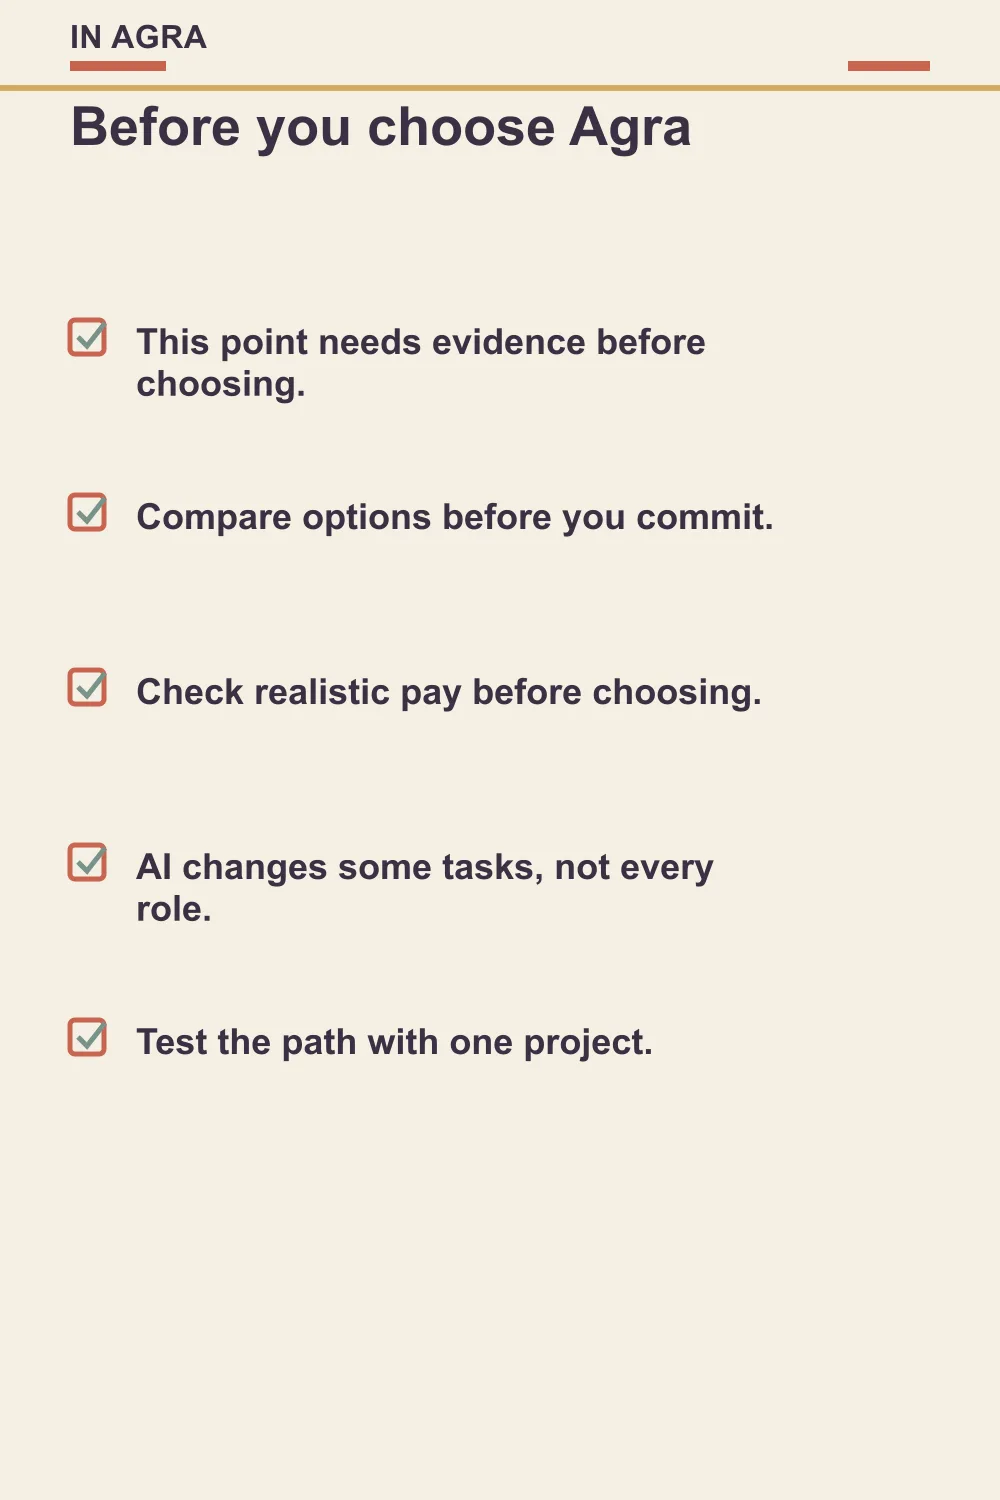 IN AGRA
Before you choose Agra
This point needs evidence before
choosing.
Compare options before you commit.
Check realistic pay before choosing.
AI changes some tasks, not every
role.
Test the path with one project.